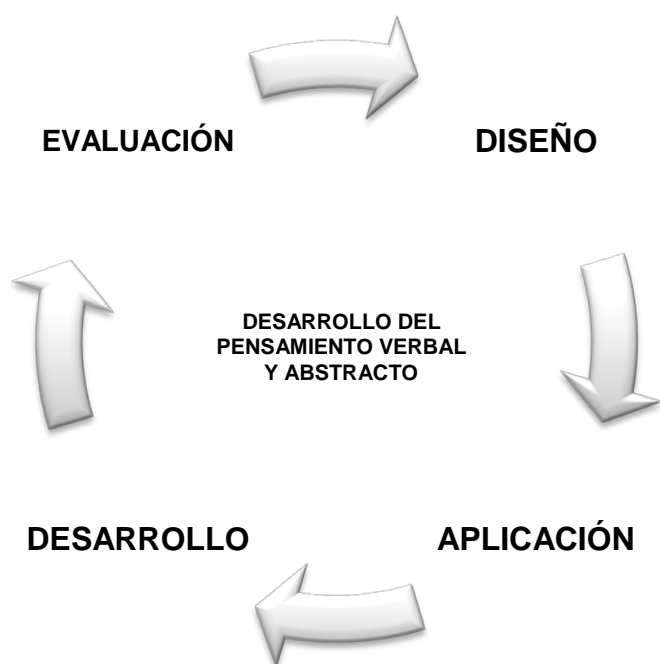 EVALUACIÓN
DISEÑO
DESARROLLO DEL
PENSAMIENTO VERBAL
Y ABSTRACTO
DESARROLLO
APLICACIÓN